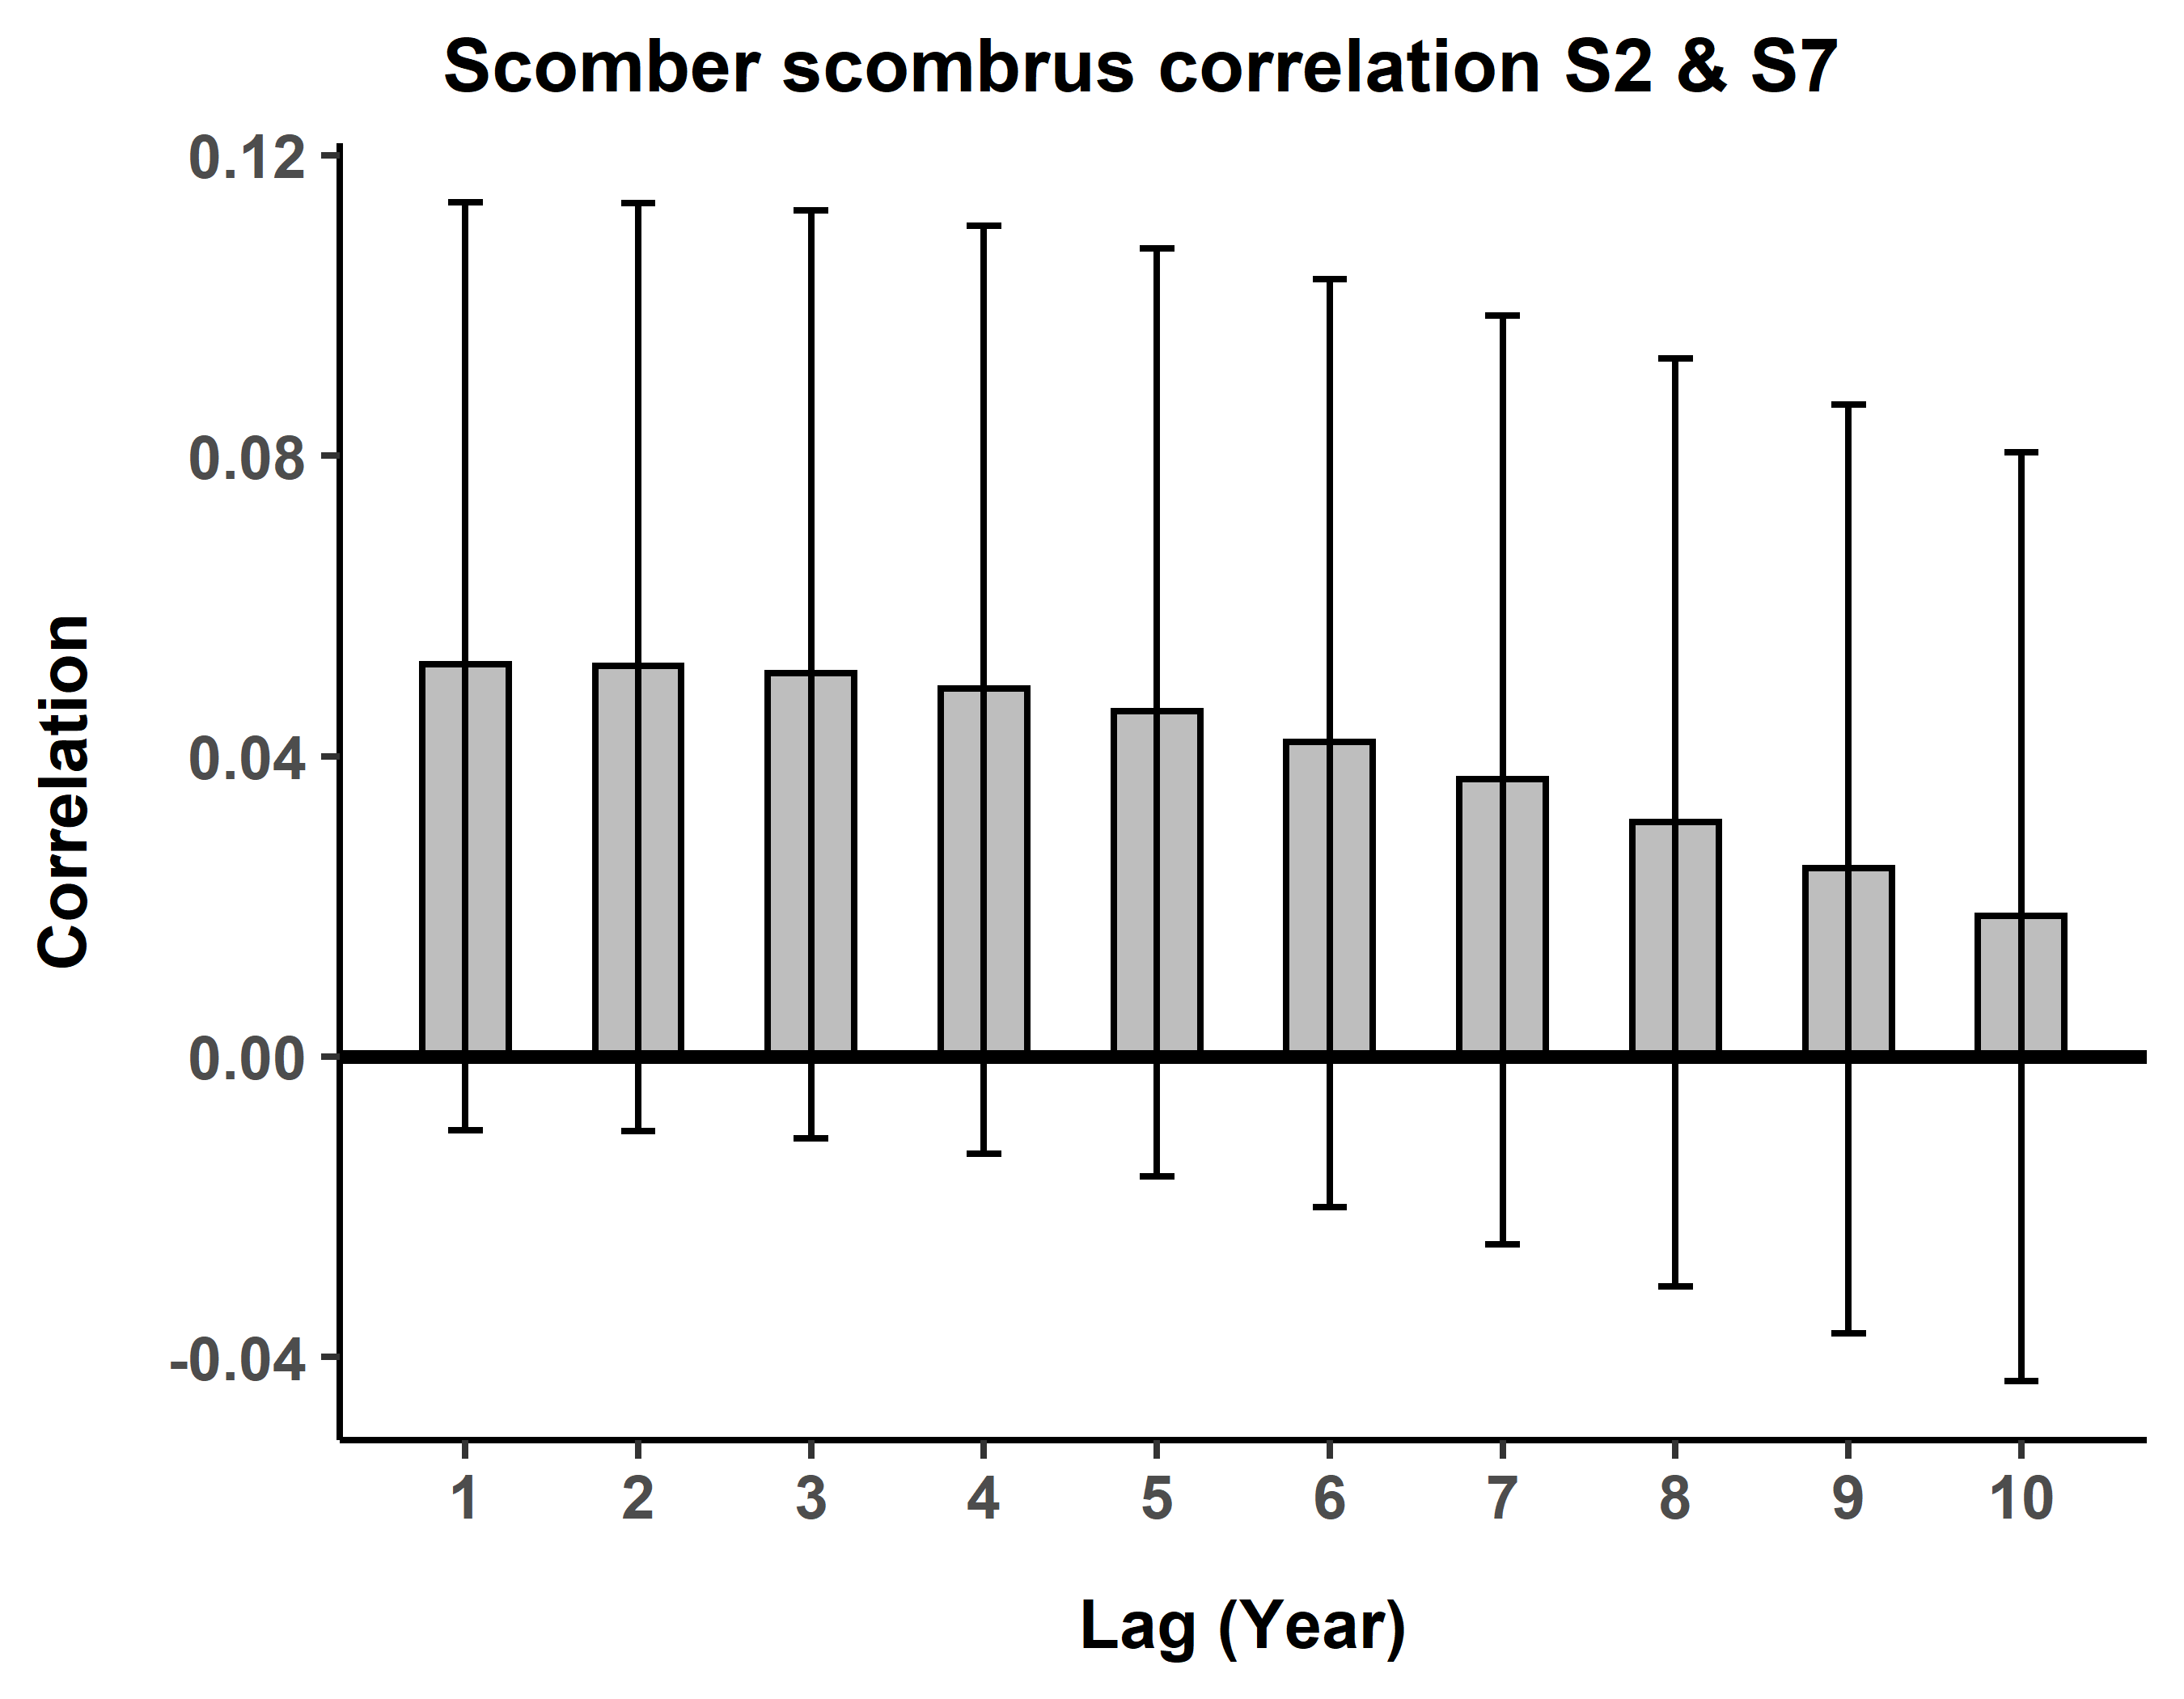 Scomber scombrus correlation S2 & S7
0.12
0.08
0.04
0.00
-0.04
Correlation
1 2 3 4 5 6 7 8 9 10
Lag (Year)